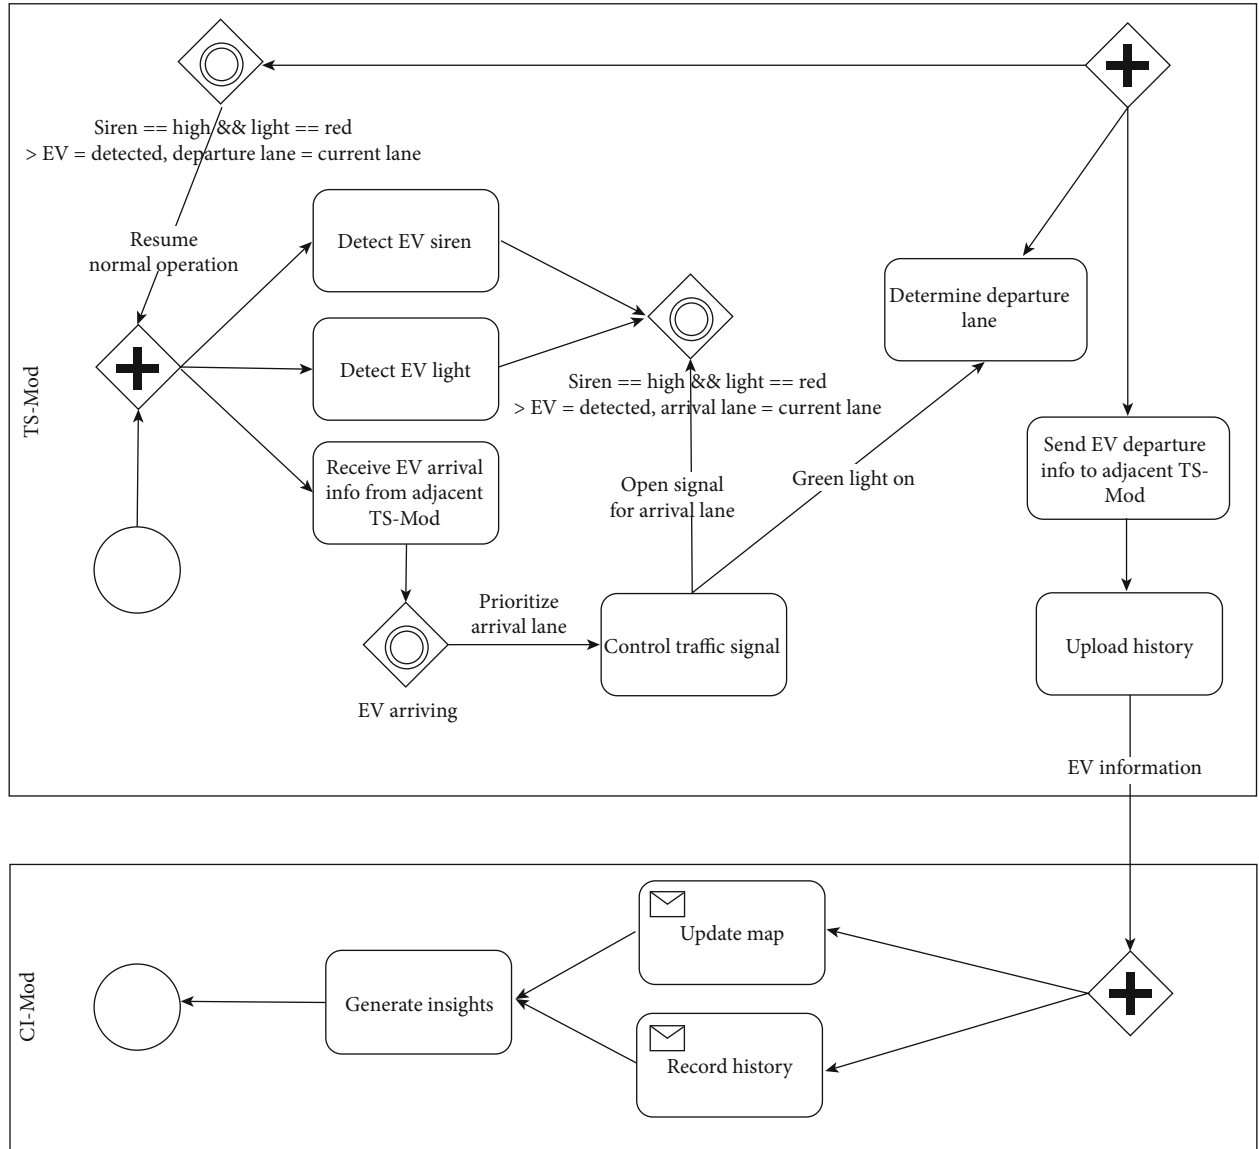 Siren == high && light == red
> EV = detected, departure lane = current lane
Resume
normal operation
Detect EV siren
Detect EV light
Receive EV arrival
info from adjacent
TS-Mod
EV arriving
Prioritize
arrival lane
Control traffic signal
Siren == high && light == red
> EV = detected, arrival lane = current lane
Open signal
for arrival lane
Green light on
Determine departure
lane
Send EV departure
info to adjacent TS-
Mod
Upload history
EV information
TS-Mod
Update map
Record history
Generate insights
CI-Mod